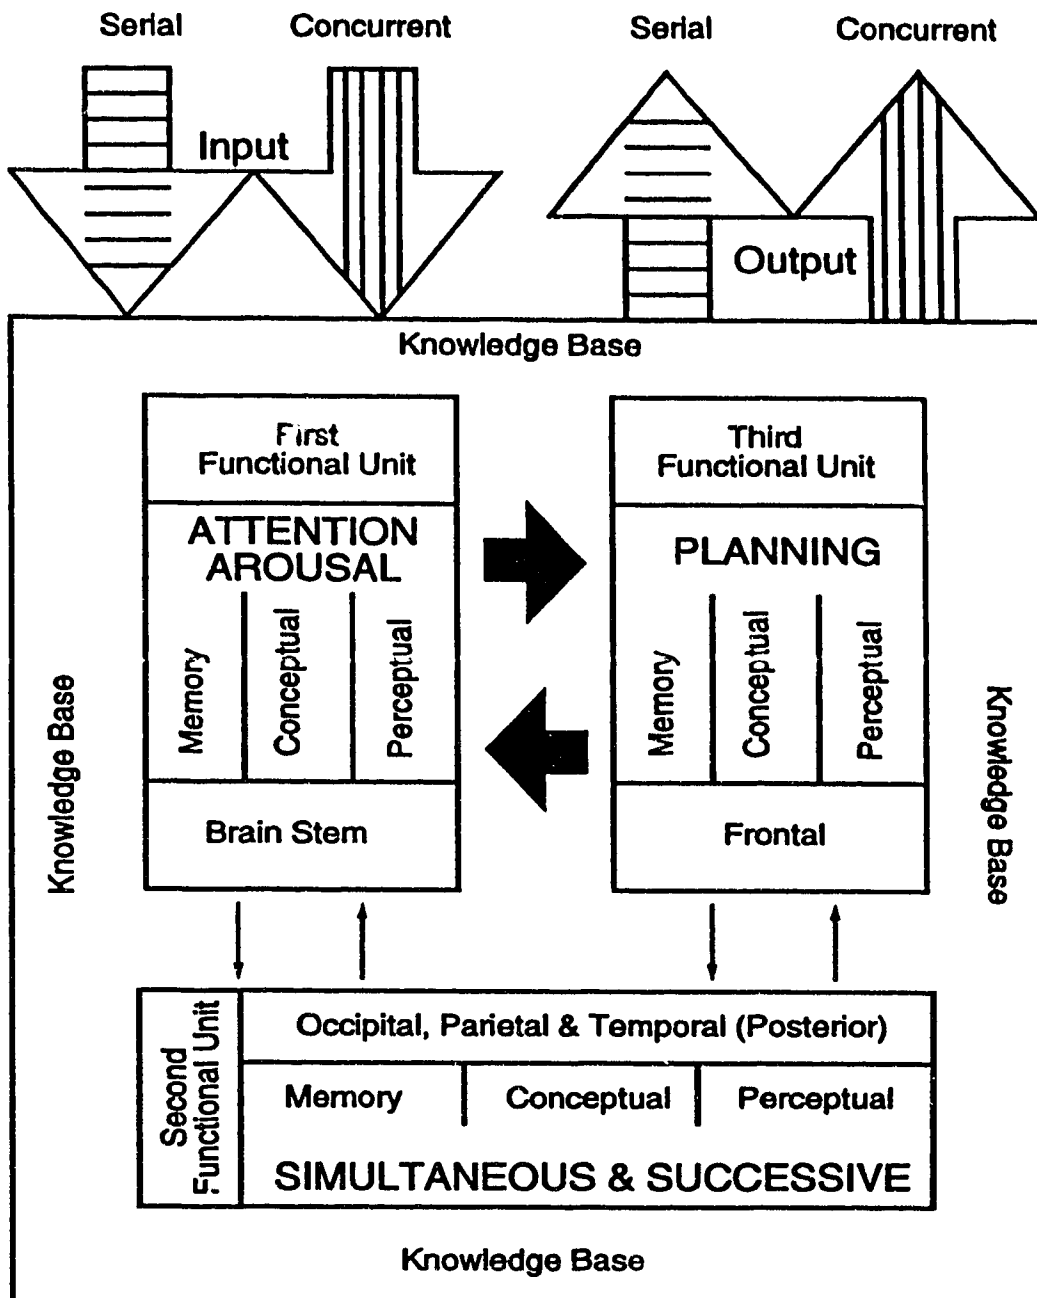 Serial Concurrent Serial Concurrent
Input
Output
Knowledge Base
First
Functional Unit
ATTENTION
AROUSAL
Memory
Conceptual
Perceptual
Brain Stem
Third
Functional Unit
PLANNING
Memory
Conceptual
Perceptual
Frontal
Knowledge Base
Knowledge Base
Second
Functional Unit
Occipital, Parietal & Temporal (Posterior)
Memory Conceptual Perceptual
SIMULTANEOUS & SUCCESSIVE
Knowledge Base